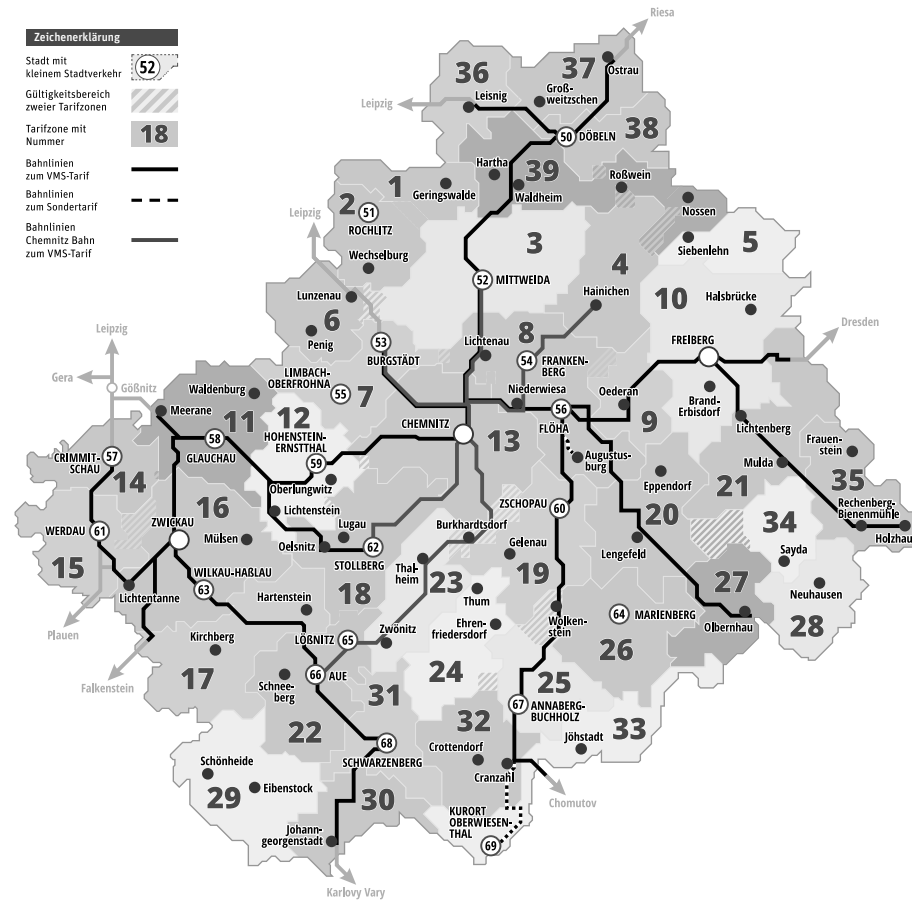 Zeichenerklärung
Stadt mit
kleinem Stadtverkehr
52
Gültigkeitsbereich
zweier Tarifzonen
Tarifzone mit
Nummer
18
Bahnlinien
zum VMS-Tarif
Bahnlinien
zum Sondertarif
Bahnlinien
Chemnitz Bahn
zum VMS-Tarif
Riesa
36
37
Ostrau
Leipzig
Leisnig
Groß-
weitzschen
50 DÖBELN
38
Hartha
39
Roßwein
1
Geringswalde
Waldheim
2
51
ROCHLITZ
Nossen
Leipzig
3
Siebenlehn
5
Wechselburg
4
52 MITTWEIDA
10
Lunzenau
Hainichen
Halsbrücke
6
Penig
8
Dresden
Leipzig
53
BURGSTÄDT
Lichtenau
FREIBERG
54 FRANKEN-
BERG
Gera
Gößnitz
LIMBACH-
OBERFROHNA
55
7
Waldenburg
Niederwiesa
Oederan
Brand-
Erbisdorf
Meerane
11
12
CHEMNITZ
56
FLÖHA
9
Lichtenberg
58
GLAUCHAU
HOHENSTEIN-
ERNSTTHAL
59
13
Frauen-
stein
57
CRIMMIT-
SCHAU
Augustus-
burg
Mulda
14
Oberlungwitz
Eppendorf
21
35
16
Lichtenstein
ZSCHOPAU
60
20
Rechenberg-
Bienenmühle
WERDAU 61
ZWICKAU
Lugau
Burkhardtsdorf
34
Holzhau
Mülsen
Oelsnitz
62
STOLLBERG
Gelenau
Lengefeld
Sayda
15
WILKAU-HAßLAU
63
Thal-
heim
23
19
27
Lichtentanne
18
Thum
Neuhausen
Hartenstein
Wolken-
stein
64 MARIENBERG
Olbernhau
Plauen
LÖßNITZ
65
Zwönitz
Ehren-
friedersdorf
28
Kirchberg
26
Falkenstein
17
66 AUE
24
Schnee-
berg
31
25
67 ANNABERG-
BUCHHOLZ
33
22
32
68
SCHWARZENBERG
Jöhstadt
Schönheide
Crottendorf
29
Eibenstock
Cranzahl
30
Chomutov
KURORT
OBERWIESEN-
THAL
Johann-
georgenstadt
69
Karlovy Vary